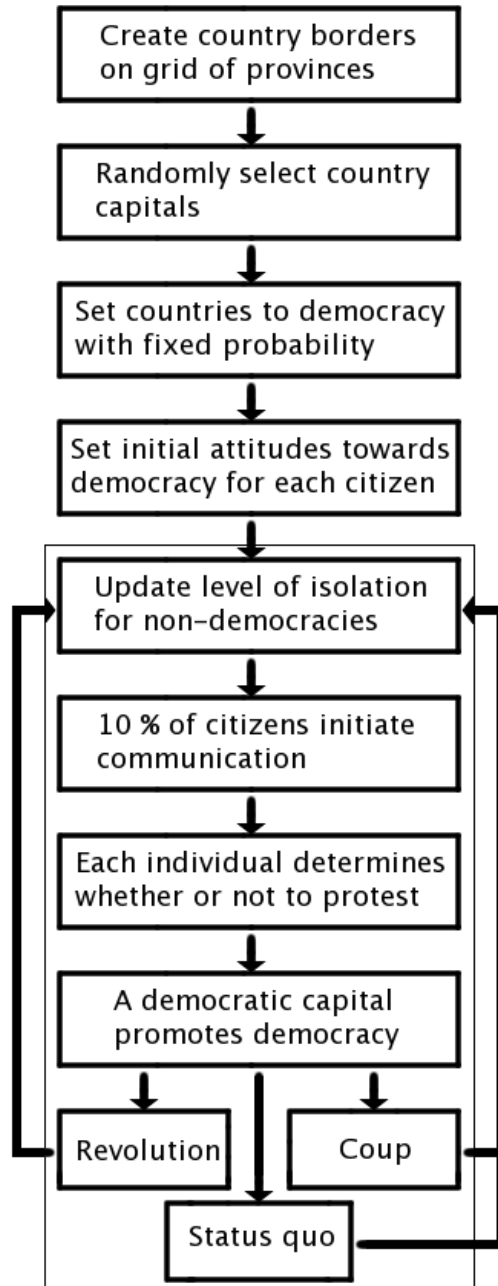 Create country borders
on grid of provinces
Randomly select country
capitals
Set countries to democracy
with fixed probability
Set initial attitudes towards
democracy for each citizen
Update level of isolation
for non-democracies
10 % of citizens initiate
communication
Each individual determines
whether or not to protest
A democratic capital
promotes democracy
Revolution
Coup
Status quo